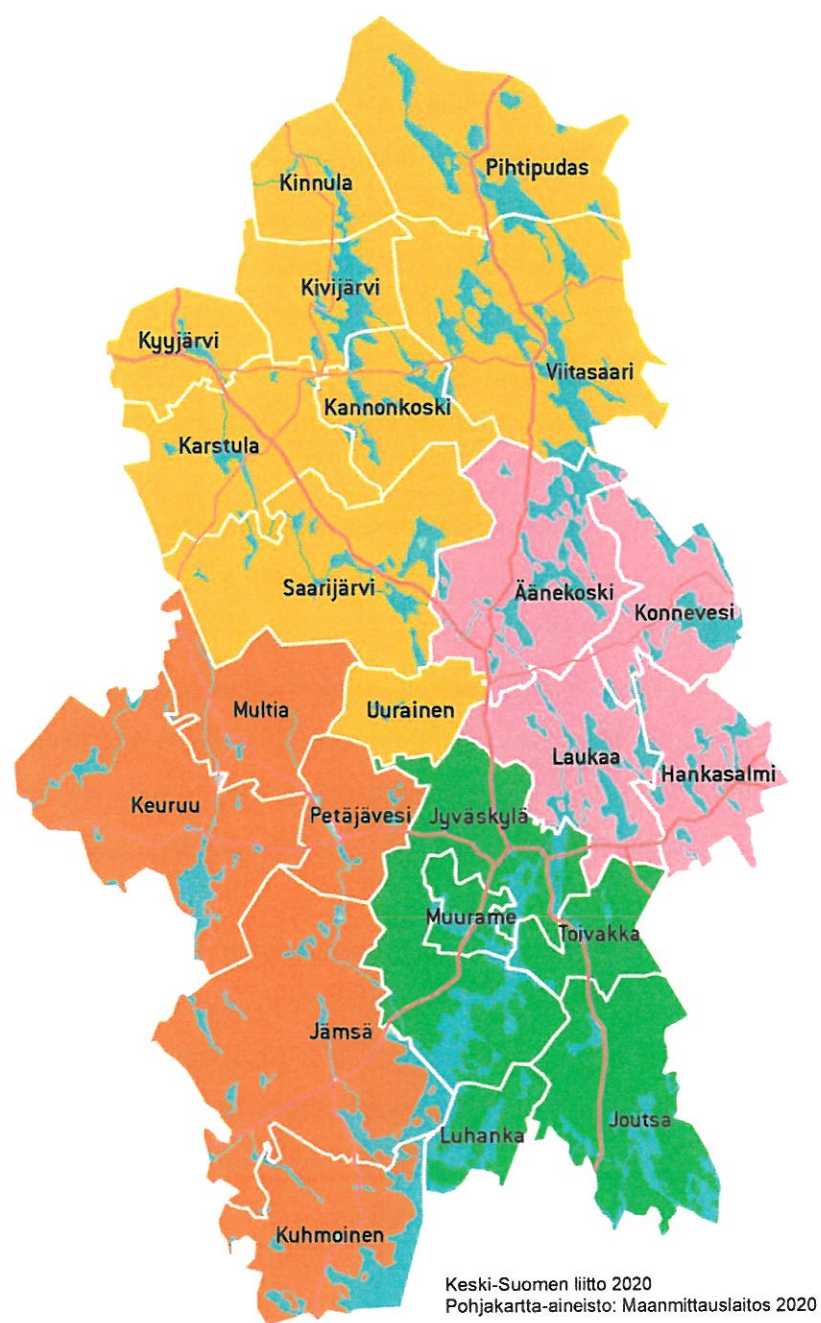 Pihtipudas
Kinnula
Kivijärvi
Kyyjärvi
Viitasaari
Kannonkoski
Karstula
Saarijärvi
Äänekoski
Konnevesi
Multia
Uurainen
Laukaa
Hankasalmi
Keuruu
Petäjävesi
Jyväskylä
Muurame
Toivakka
Jämsä
Joutsa
Luhanka
Kuhmoinen
Keski-Suomen liitto 2020
Pohjakartta-aineisto: Maanmittauslaitos 2020